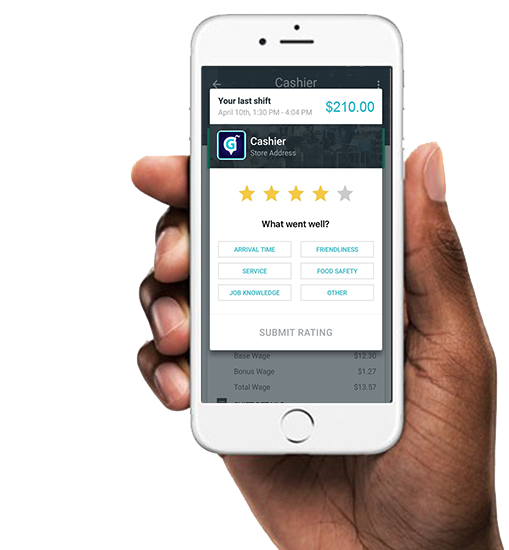 Cashier
Your last shift
April 10th, 1:30 PM - 4:04 PM
$210.00
G
Cashier
Store Address
What went well?
ARRIVAL TIME
FRIENDLINESS
SERVICE
FOOD SAFETY
JOB KNOWLEDGE
OTHER
SUBMIT RATING
Base Wage $12.30
Bonus Wage $1.27
Total Wage $13.57